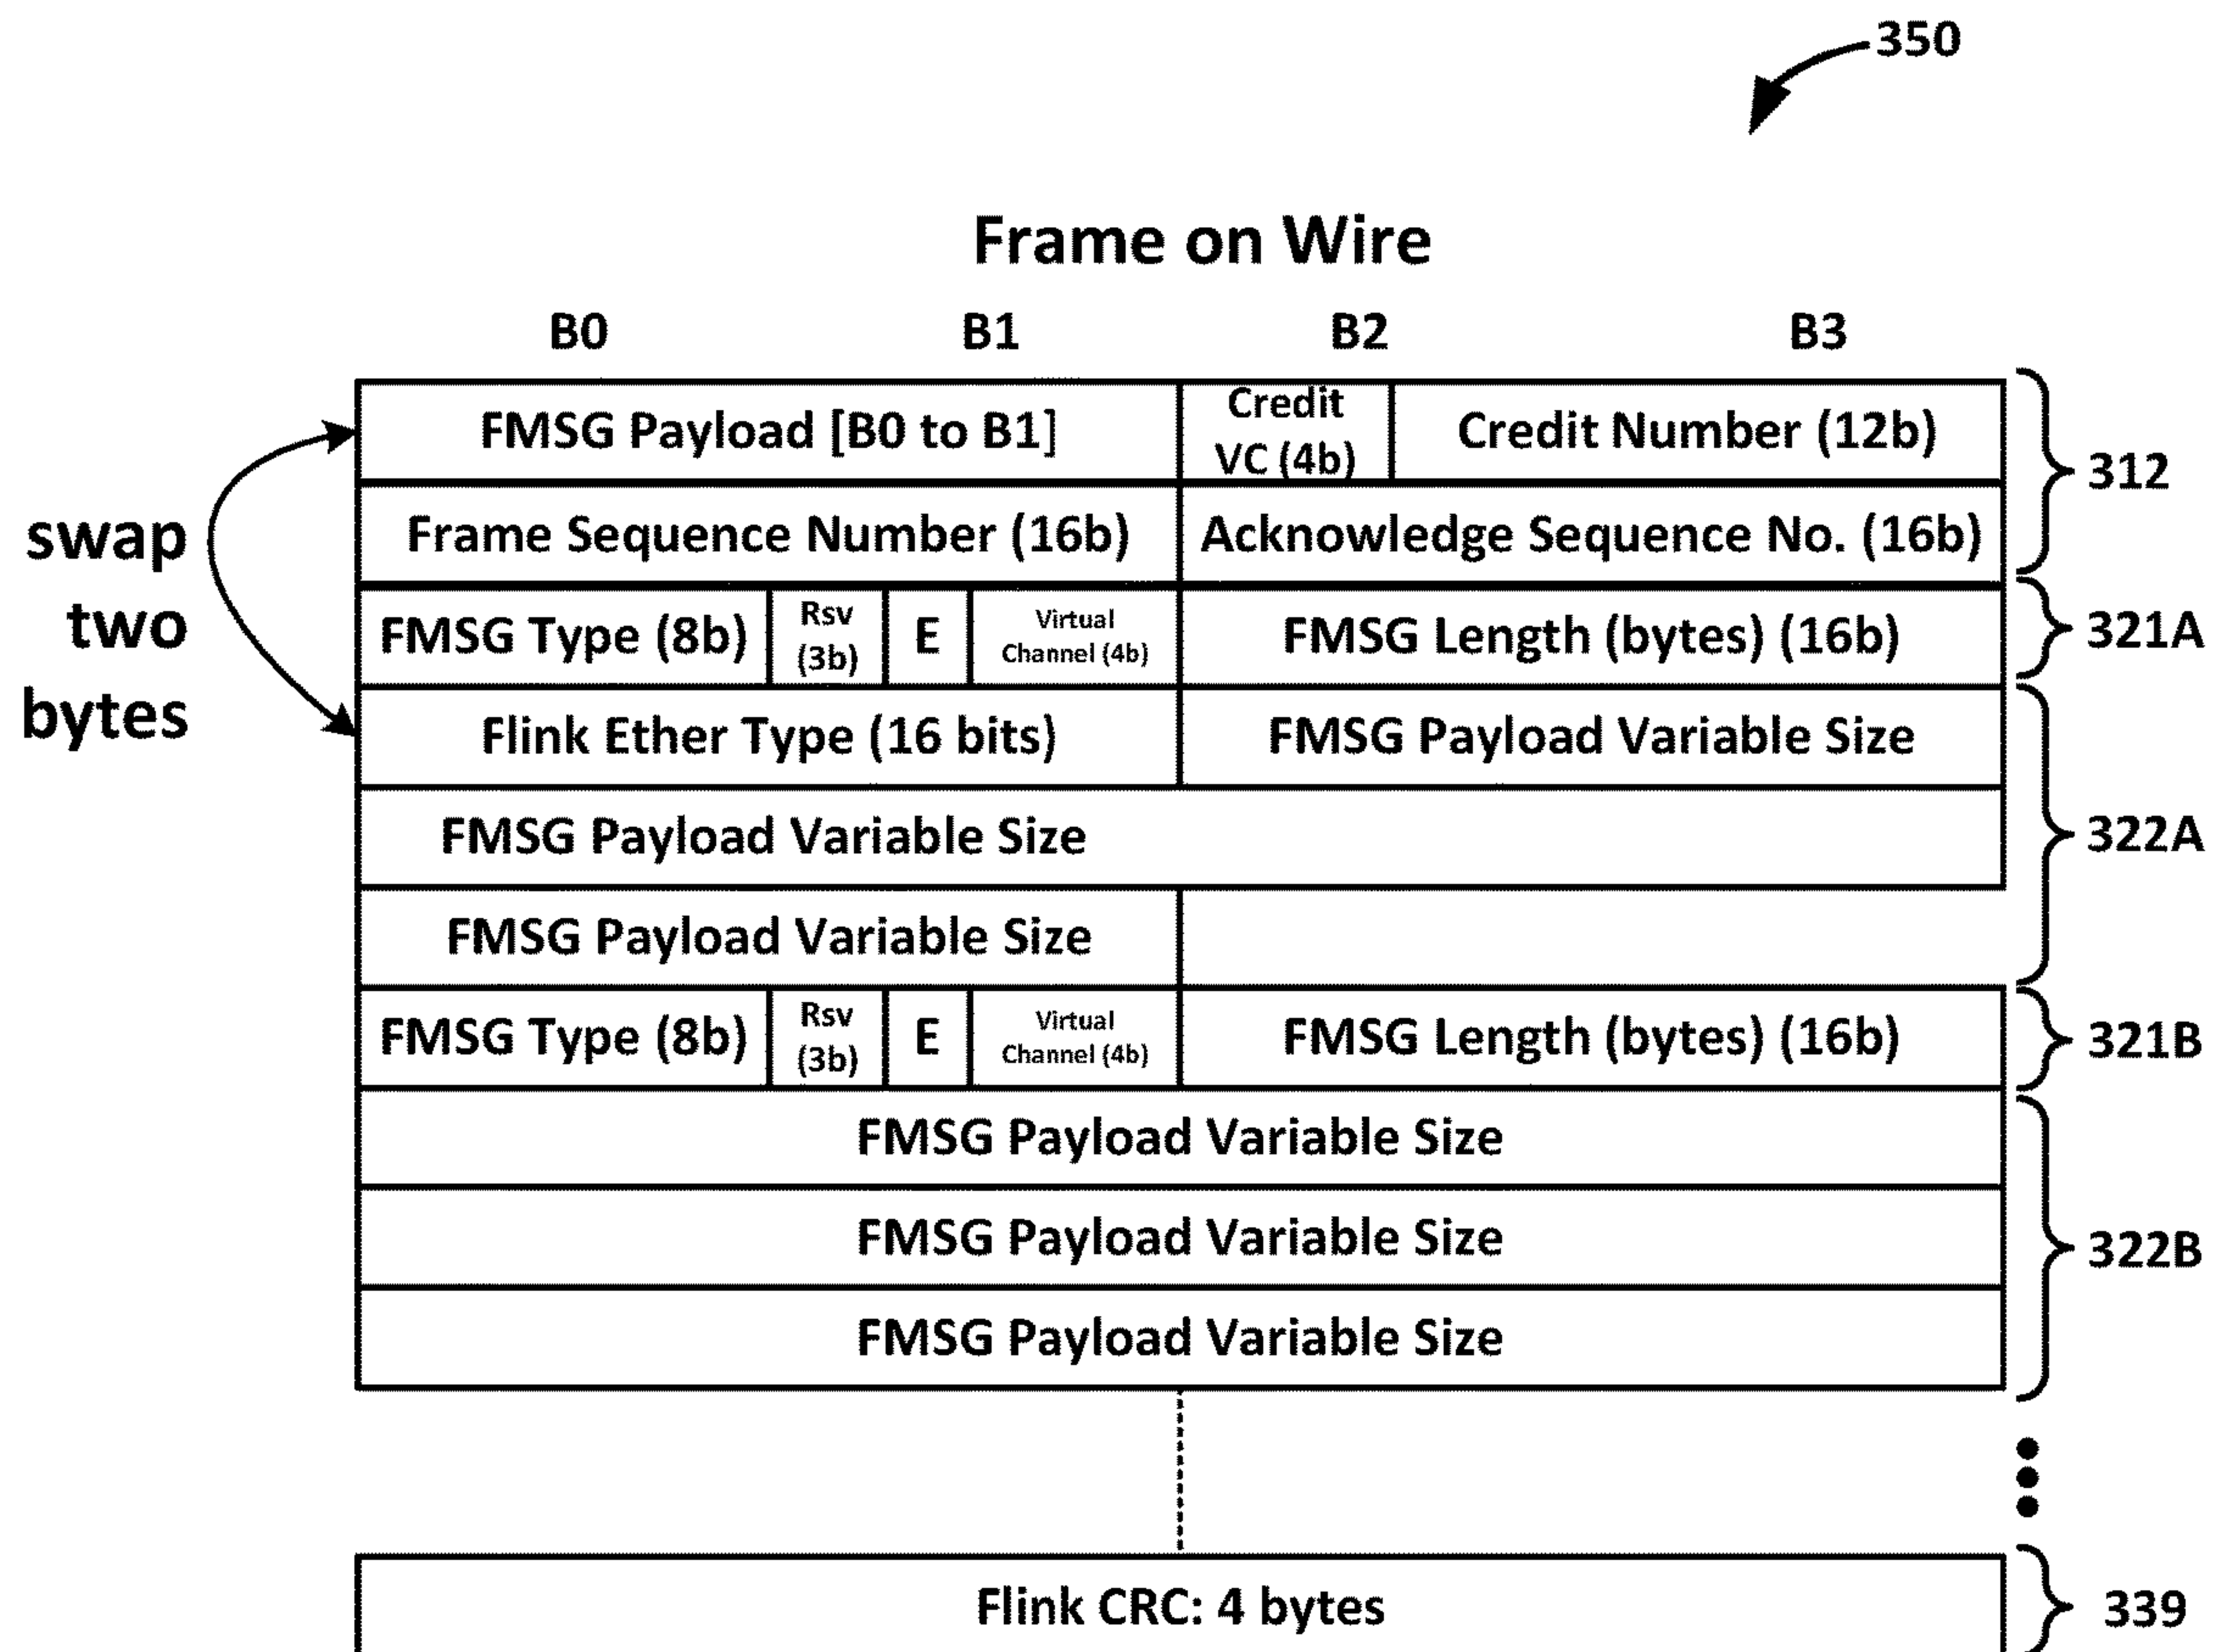 350
Frame on Wire
B0 B1 B2 B3
FMSG Payload [B0 to B1] Credit VC (4b) Credit Number (12b)
312
Frame Sequence Number (16b) Acknowledge Sequence No. (16b)
swap
two
bytes
FMSG Type (8b) Rsv (3b) E Virtual Channel (4b) FMSG Length (bytes) (16b)
321A
Flink Ether Type (16 bits) FMSG Payload Variable Size
FMSG Payload Variable Size
322A
FMSG Payload Variable Size
FMSG Type (8b) Rsv (3b) E Virtual Channel (4b) FMSG Length (bytes) (16b)
321B
FMSG Payload Variable Size
FMSG Payload Variable Size
322B
FMSG Payload Variable Size
Flink CRC: 4 bytes
339